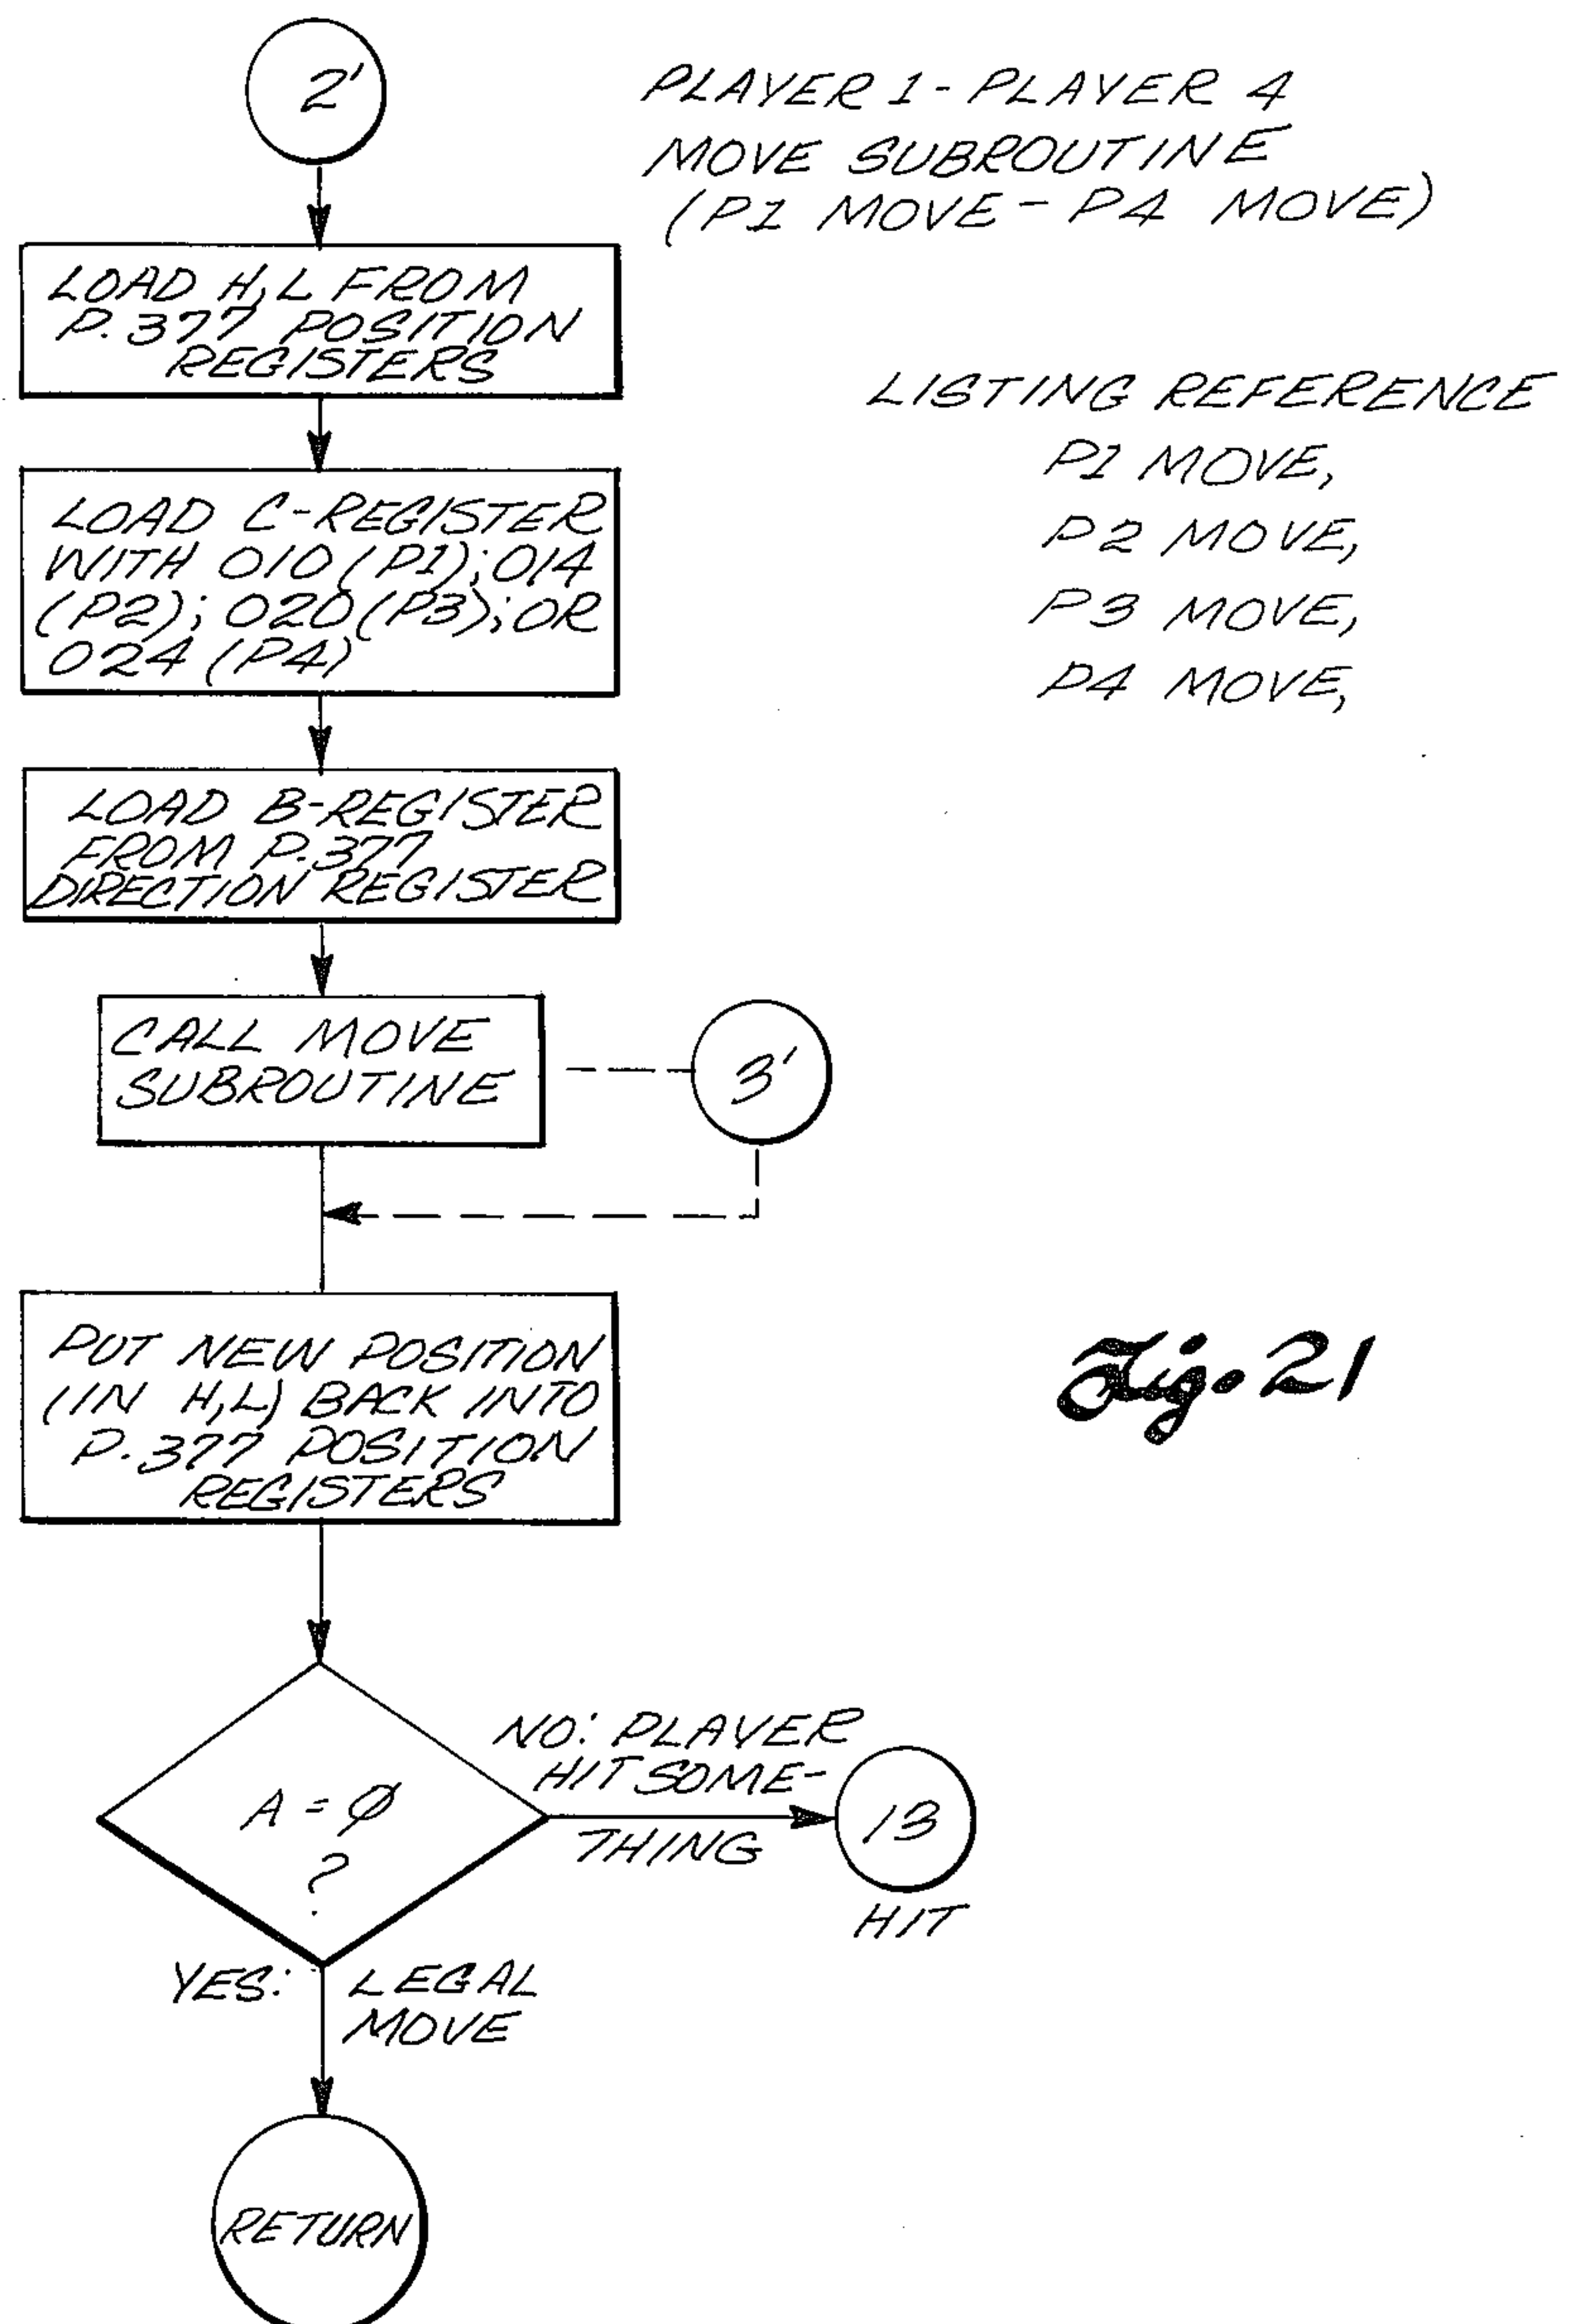 2'
PLAYER 1 - PLAYER 4
MOVE SUBROUTINE
(P1 MOVE - P4 MOVE)
LOAD H,L FROM
P.377 POSITION
REGISTERS
LISTING REFERENCE
P1 MOVE,
P2 MOVE,
P3 MOVE,
P4 MOVE,
LOAD C-REGISTER
WITH 010 (P1); 014
(P2); 020 (P3); OR
024 (P4)
LOAD B-REGISTER
FROM P.377
DIRECTION REGISTER
CALL MOVE
SUBROUTINE
3'
PUT NEW POSITION
(IN H,L) BACK INTO
P.377 POSITION
REGISTERS
Fig. 21
A = Ø
?
NO: PLAYER
HIT SOME-
THING
13
HIT
YES: LEGAL
MOVE
RETURN